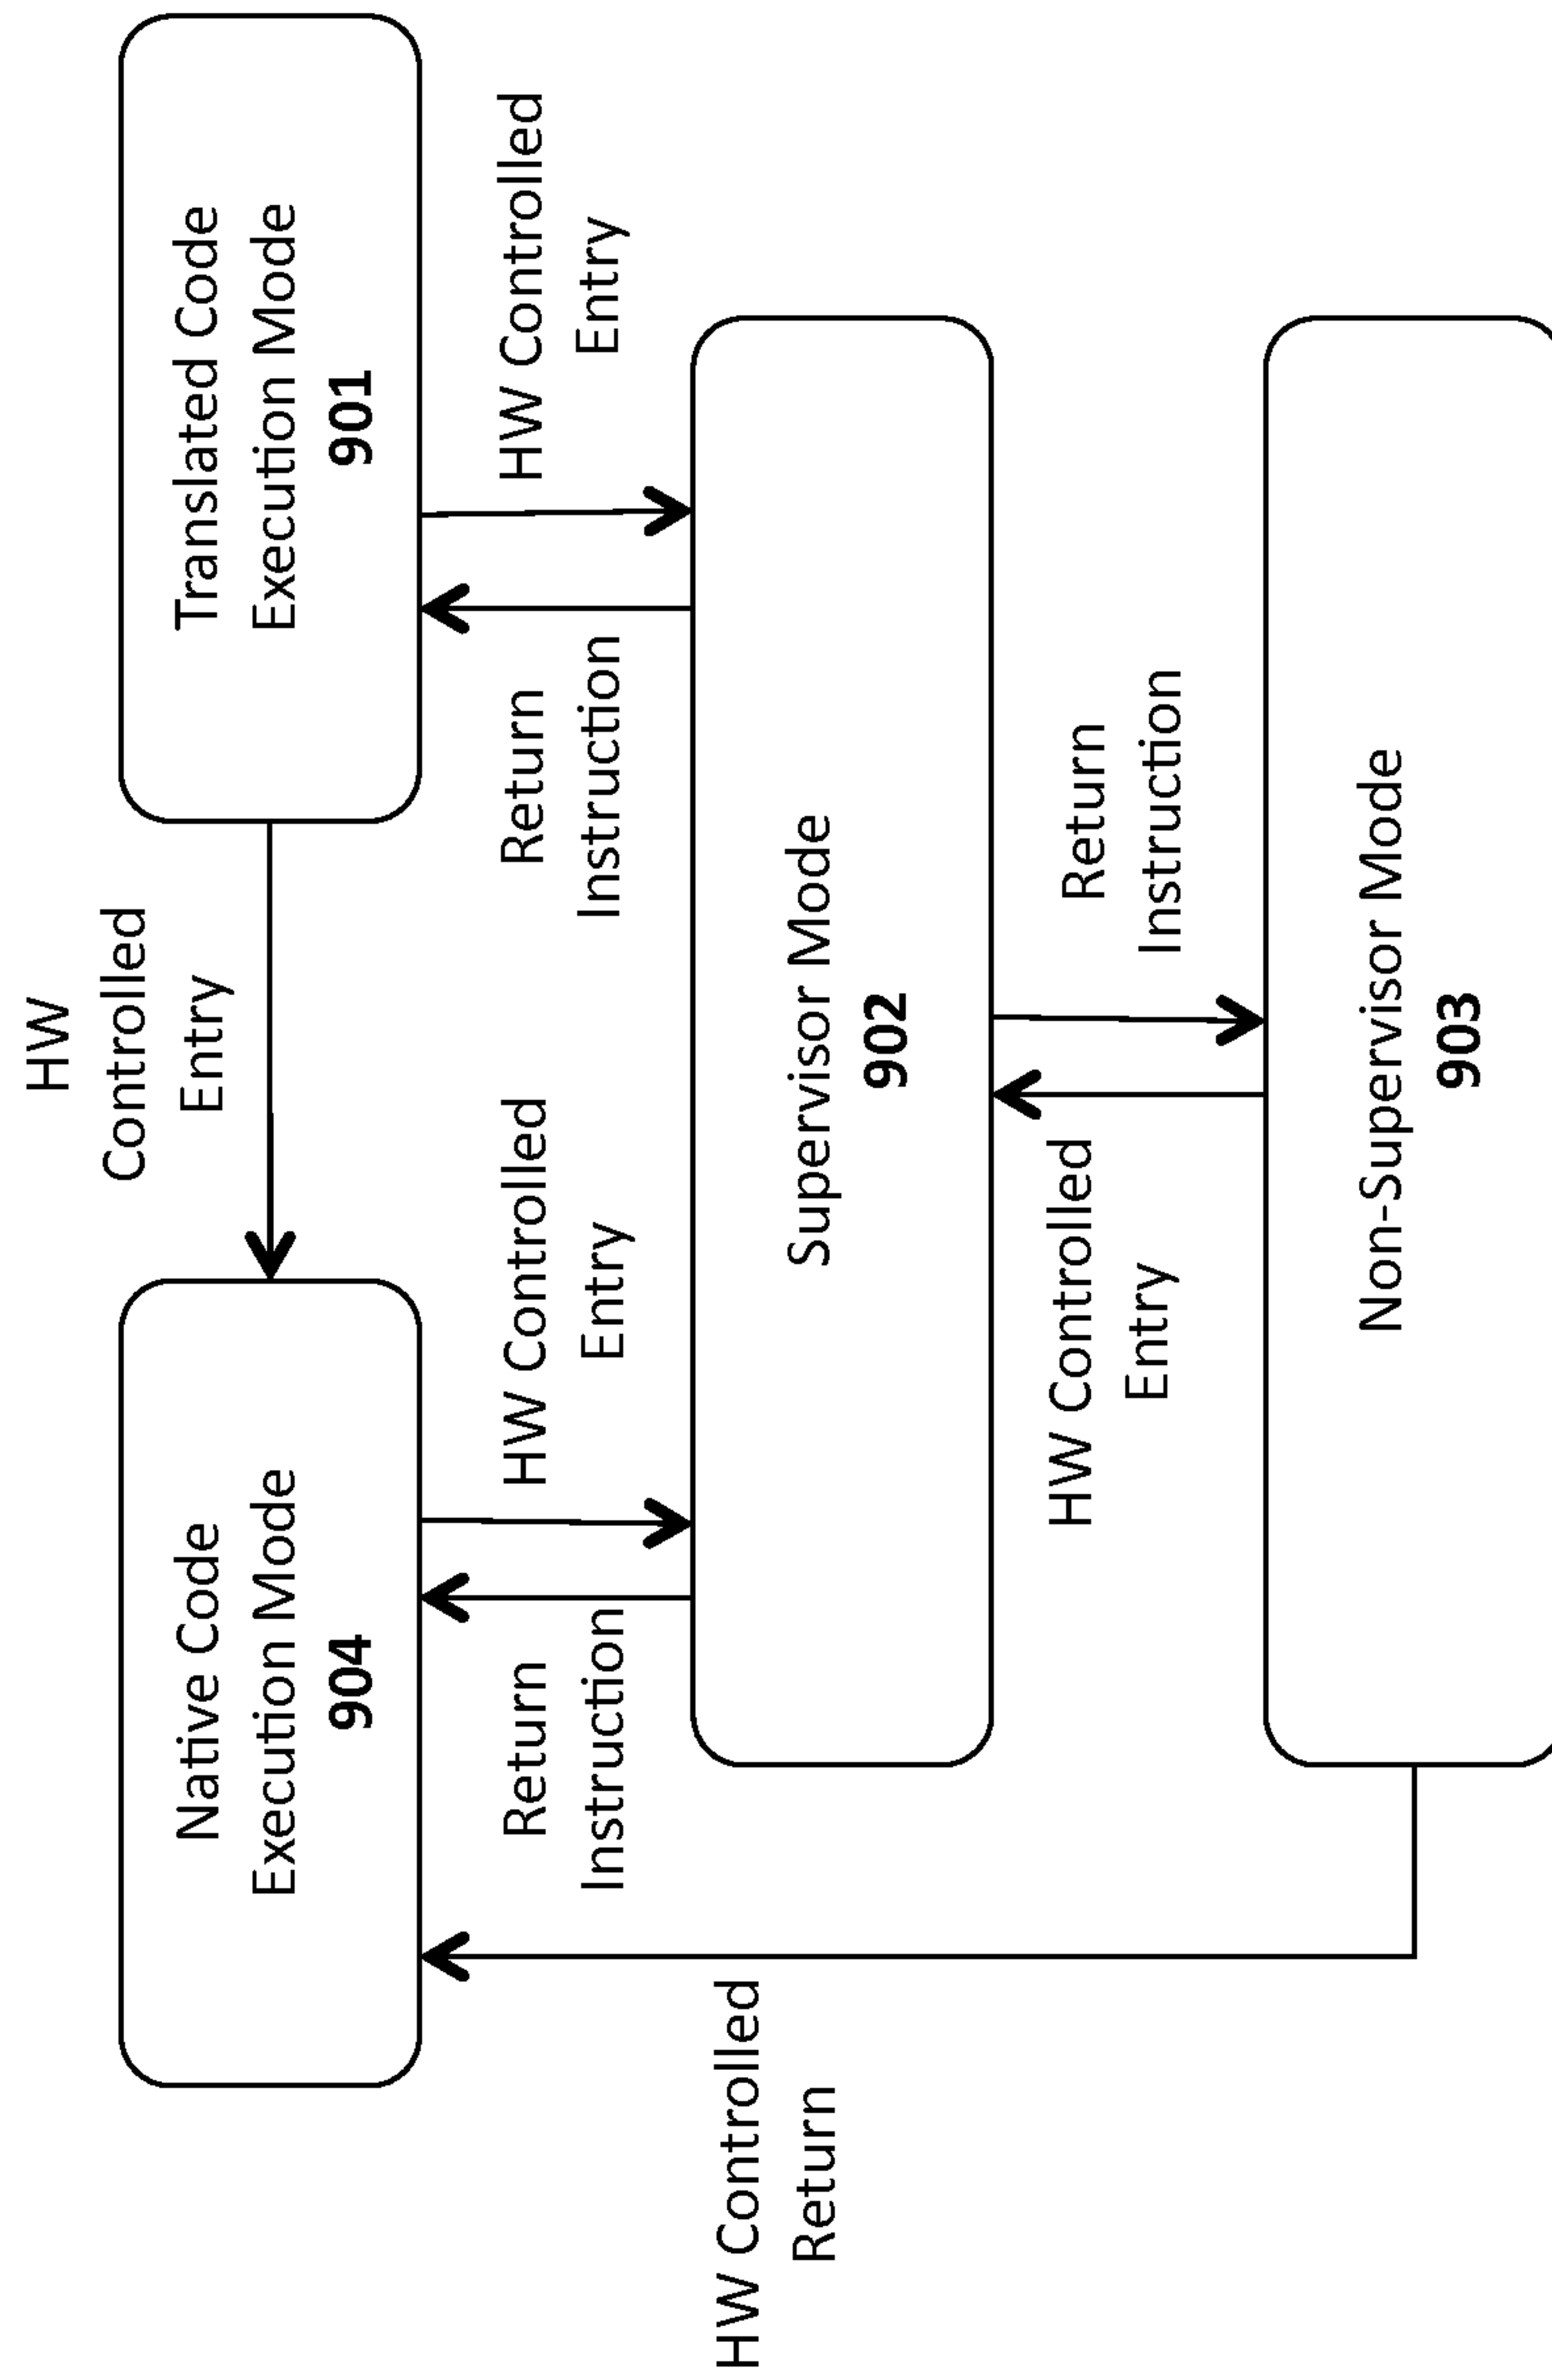 HW
Controlled
Entry
Native Code
Execution Mode
904
Translated Code
Execution Mode
901
Return
Instruction
HW Controlled
Entry
Return
Instruction
HW Controlled
Entry
HW Controlled
Return
Supervisor Mode
902
HW Controlled
Entry
Return
Instruction
Non-Supervisor Mode
903